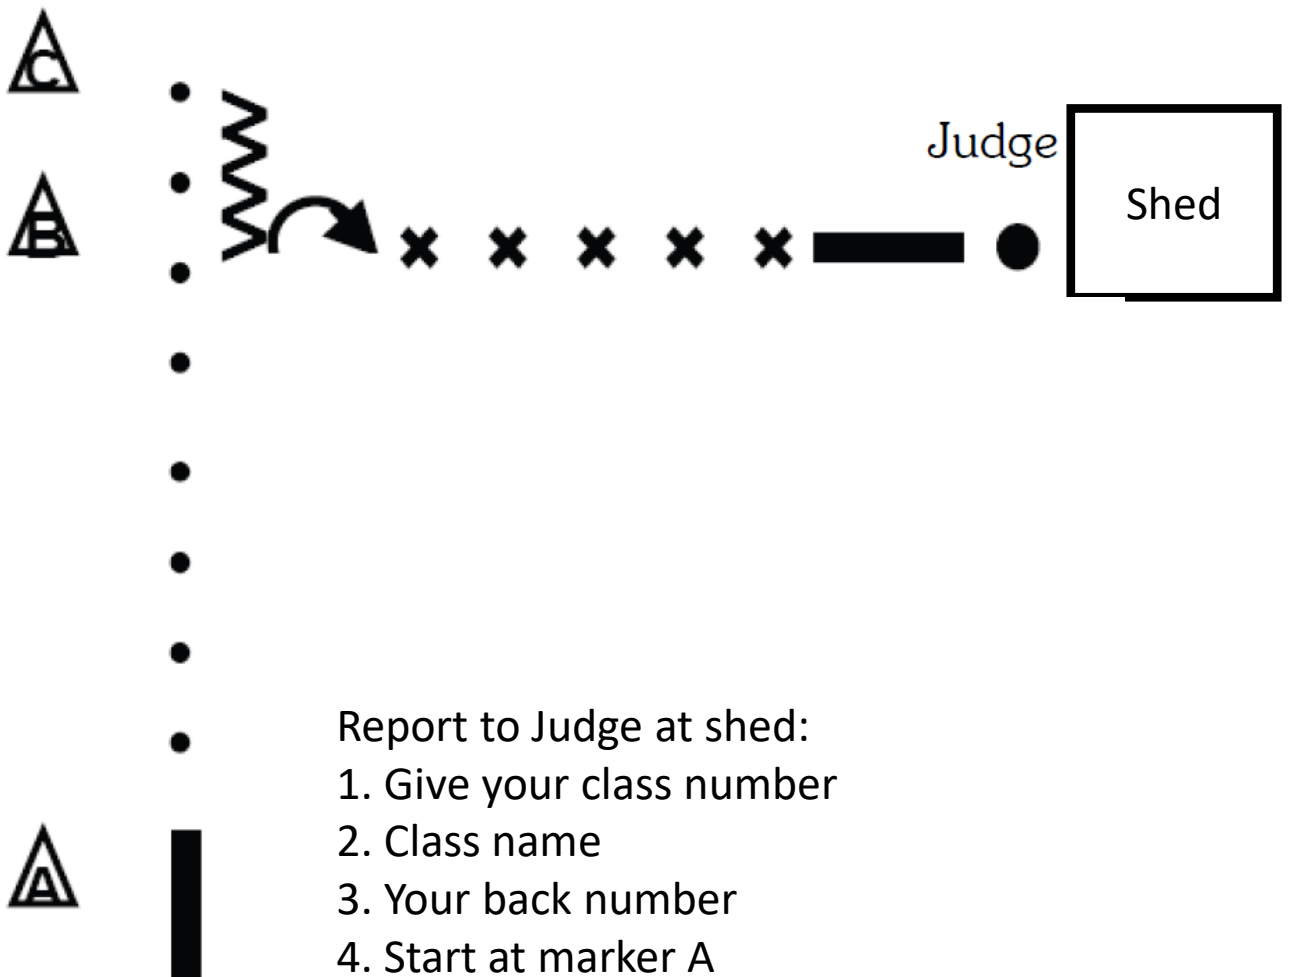 C
Judge
Shed
B
Report to Judge at shed:
1. Give your class number
2. Class name
3. Your back number
A
4. Start at marker A